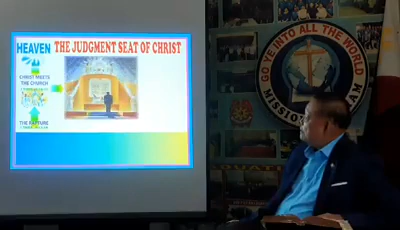 HEAVEN
THE JUDGMENT SEAT OF CHRIST
CHRIST MEETS
THE CHURCH
THE RAPTURE
GO YE INTO ALL THE WORLD